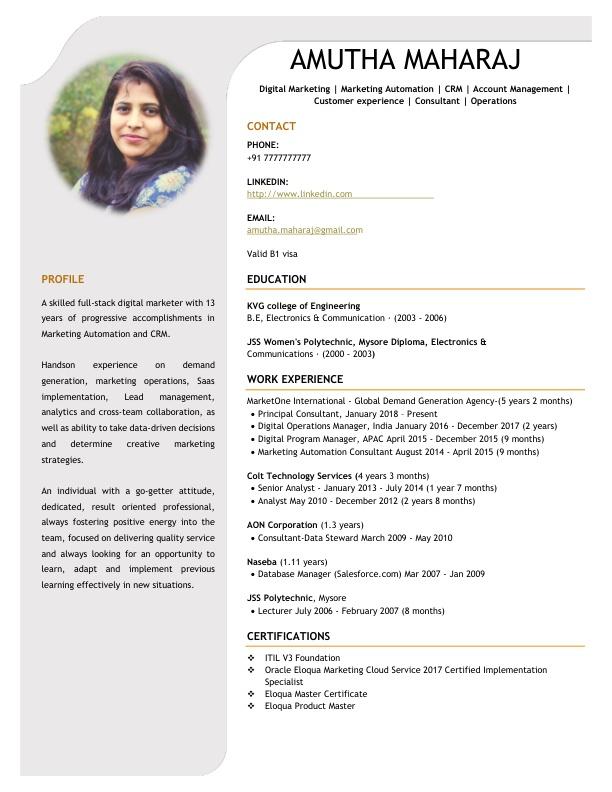 AMUTHA MAHARAJ
Digital Marketing | Marketing Automation | CRM | Account Management |
Customer experience | Consultant | Operations
CONTACT
PHONE:
+91 7777777777
LINKEDIN:
http://www.linkedin.com
EMAIL:
amutha.maharaj@gmail.com
Valid B1 visa
PROFILE
A skilled full-stack digital marketer with 13
years of progressive accomplishments in
Marketing Automation and CRM.
Handson experience on demand
generation, marketing operations, Saas
implementation, Lead management,
analytics and cross-team collaboration, as
well as ability to take data-driven decisions
and determine creative marketing
strategies.
An individual with a go-getter attitude,
dedicated, result oriented professional,
always fostering positive energy into the
team, focused on delivering quality service
and always looking for an opportunity to
learn, adapt and implement previous
learning effectively in new situations.
EDUCATION
KVG college of Engineering
B.E, Electronics & Communication · (2003 - 2006)
JSS Women's Polytechnic, Mysore Diploma, Electronics &
Communications · (2000 - 2003)
WORK EXPERIENCE
MarketOne International - Global Demand Generation Agency-(5 years 2 months)
• Principal Consultant, January 2018 – Present
• Digital Operations Manager, India January 2016 - December 2017 (2 years)
• Digital Program Manager, APAC April 2015 - December 2015 (9 months)
• Marketing Automation Consultant August 2014 - April 2015 (9 months)
Colt Technology Services (4 years 3 months)
• Senior Analyst - January 2013 - July 2014 (1 year 7 months)
• Analyst May 2010 - December 2012 (2 years 8 months)
AON Corporation (1.3 years)
• Consultant-Data Steward March 2009 - May 2010
Naseba (1.11 years)
• Database Manager (Salesforce.com) Mar 2007 - Jan 2009
JSS Polytechnic, Mysore
• Lecturer July 2006 - February 2007 (8 months)
CERTIFICATIONS
❖ ITIL V3 Foundation
❖ Oracle Eloqua Marketing Cloud Service 2017 Certified Implementation
Specialist
❖ Eloqua Master Certificate
❖ Eloqua Product Master